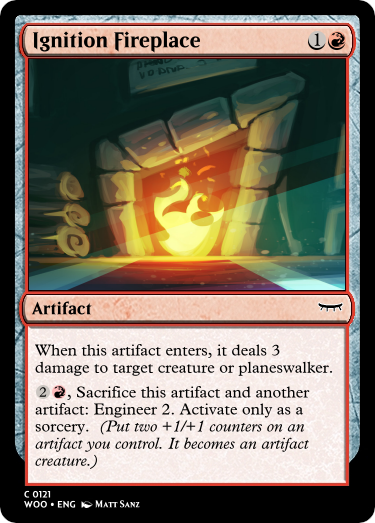 Ignition Fireplace 1
Artifact
When this artifact enters, it deals 3
damage to target creature or planeswalker.
2 , Sacrifice this artifact and another
artifact: Engineer 2. Activate only as a
sorcery. (Put two +1/+1 counters on an
artifact you control. It becomes an artifact
creature.)
C 0121
WOO • ENG Matt Sanz